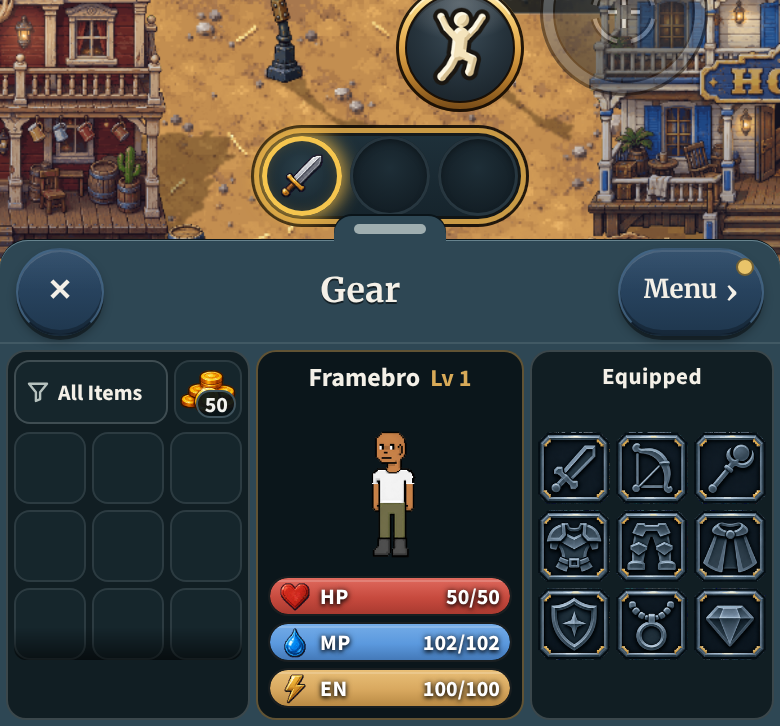 Gear
Menu
All Items
50
Framebro Lv 1
HP 50/50
MP 102/102
EN 100/100
Equipped